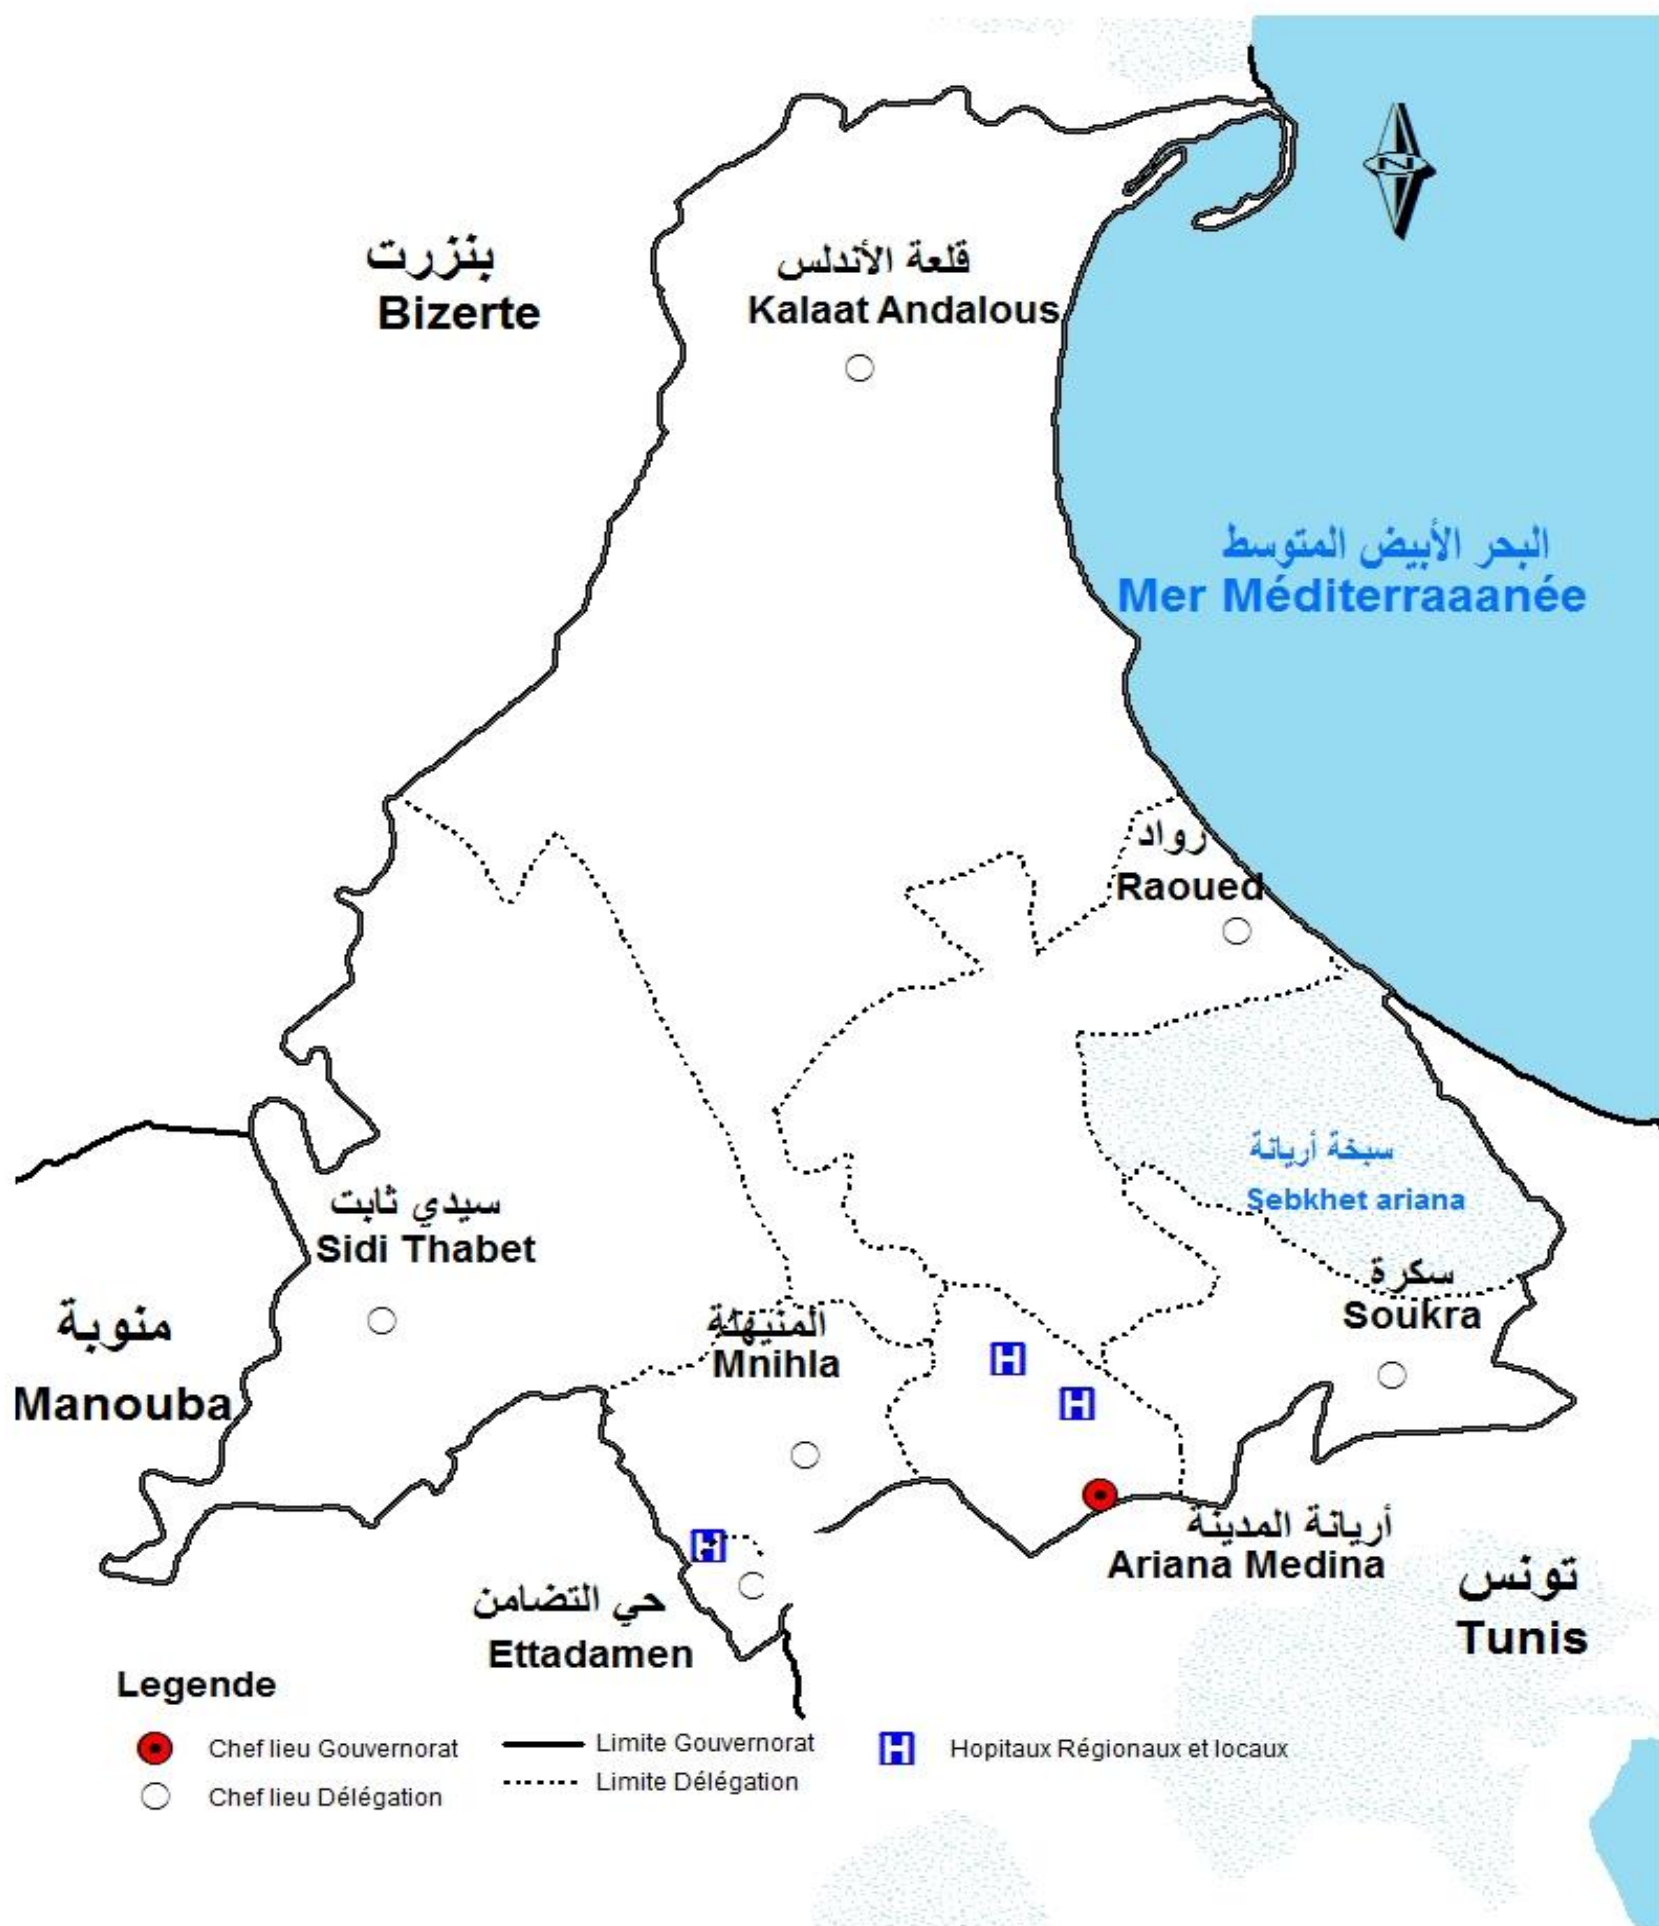 N
بنزرت
Bizerte
قلعة الأندلس
Kalaat Andalous
البحر الأبيض المتوسط
Mer Méditerraaanée
رواد
Raoued
سبخة أريانة
Sebkhet ariana
سيدي ثابت
Sidi Thabet
سكرة
Soukra
منوبة
Manouba
المنيهلة
Mnihla
H
H
H
أريانة المدينة
Ariana Medina
حي التضامن
Ettadamen
تونس
Tunis
Legende
Chef lieu Gouvernorat
Limite Gouvernorat
H
Hopitaux Régionaux et locaux
Chef lieu Délégation
Limite Délégation